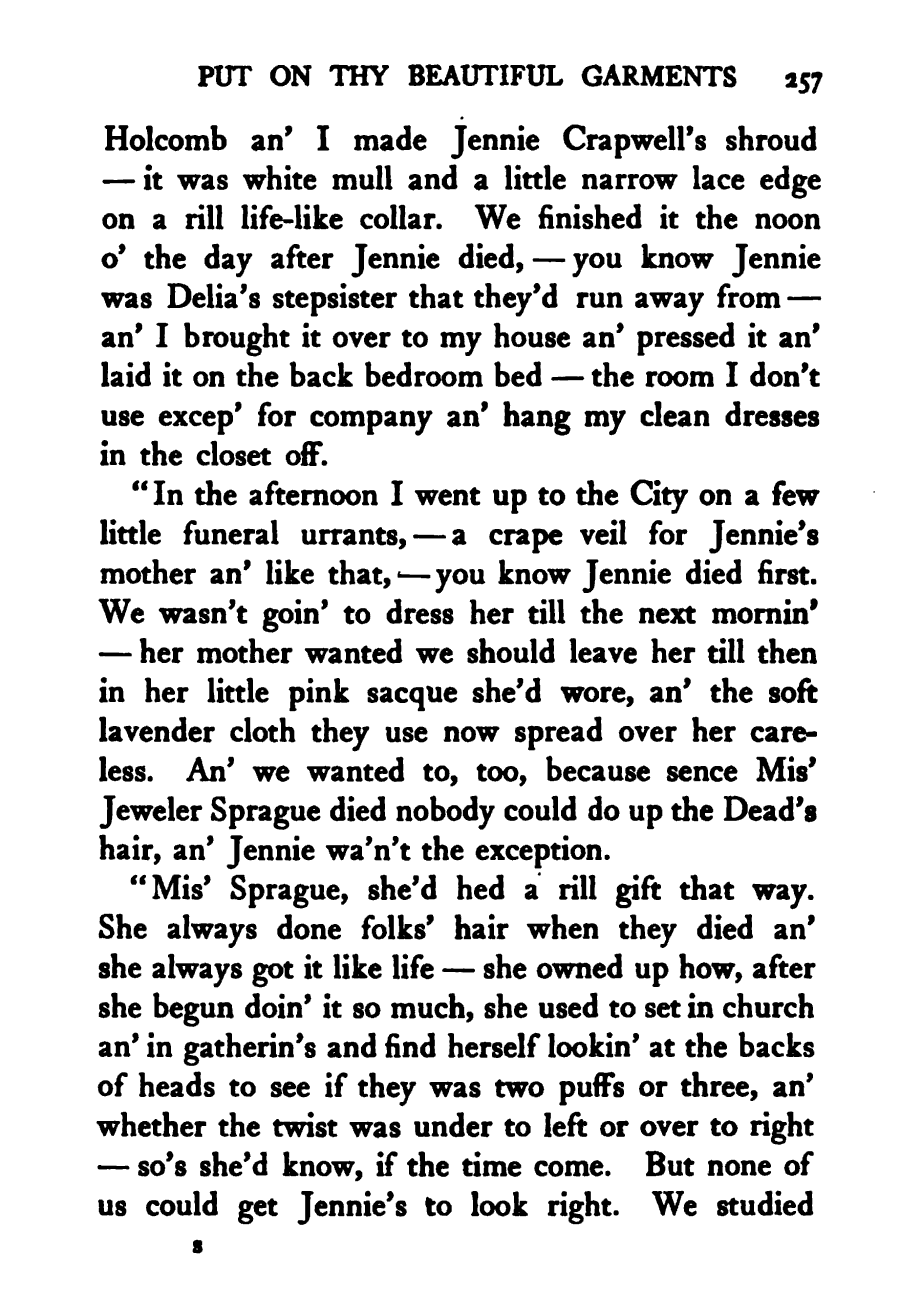 PUT ON THY BEAUTIFUL GARMENTS 257
Holcomb an' I made Jennie Crapwell's shroud
— it was white mull and a little narrow lace edge
on a rill life-like collar. We finished it the noon
o' the day after Jennie died, — you know Jennie
was Delia's stepsister that they'd run away from —
an' I brought it over to my house an' pressed it an'
laid it on the back bedroom bed — the room I don't
use excep' for company an' hang my clean dresses
in the closet off.
"In the afternoon I went up to the City on a few
little funeral urrants, — a crape veil for Jennie's
mother an' like that, — you know Jennie died first.
We wasn't goin' to dress her till the next mornin'
— her mother wanted we should leave her till then
in her little pink sacque she'd wore, an' the soft
lavender cloth they use now spread over her care-
less. An' we wanted to, too, because sence Mis'
Jeweler Sprague died nobody could do up the Dead's
hair, an' Jennie wa'n't the exception.
"Mis' Sprague, she'd hed a rill gift that way.
She always done folks' hair when they died an'
she always got it like life — she owned up how, after
she begun doin' it so much, she used to set in church
an' in gatherin's and find herself lookin' at the backs
of heads to see if they was two puffs or three, an'
whether the twist was under to left or over to right
— so's she'd know, if the time come. But none of
us could get Jennie's to look right. We studied
s